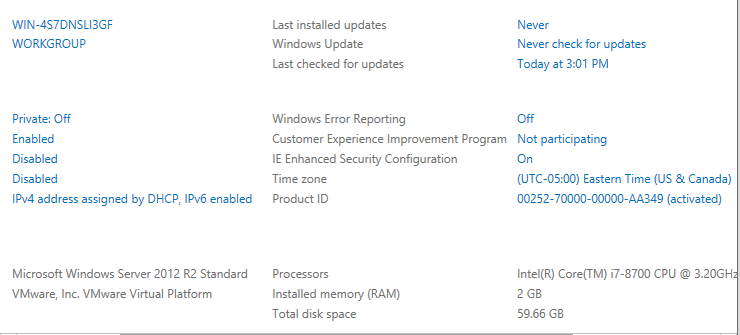 WIN-4S7DNSLI3GF Last installed updates Never
WORKGROUP Windows Update Never check for updates
Last checked for updates Today at 3:01 PM
Private: Off Windows Error Reporting Off
Enabled Customer Experience Improvement Program Not participating
Disabled IE Enhanced Security Configuration On
Disabled Time zone (UTC-05:00) Eastern Time (US & Canada)
IPv4 address assigned by DHCP, IPv6 enabled Product ID 00252-70000-00000-AA349 (activated)
Microsoft Windows Server 2012 R2 Standard Processors Intel(R) Core(TM) i7-8700 CPU @ 3.20GHz
VMware, Inc. VMware Virtual Platform Installed memory (RAM) 2 GB
Total disk space 59.66 GB